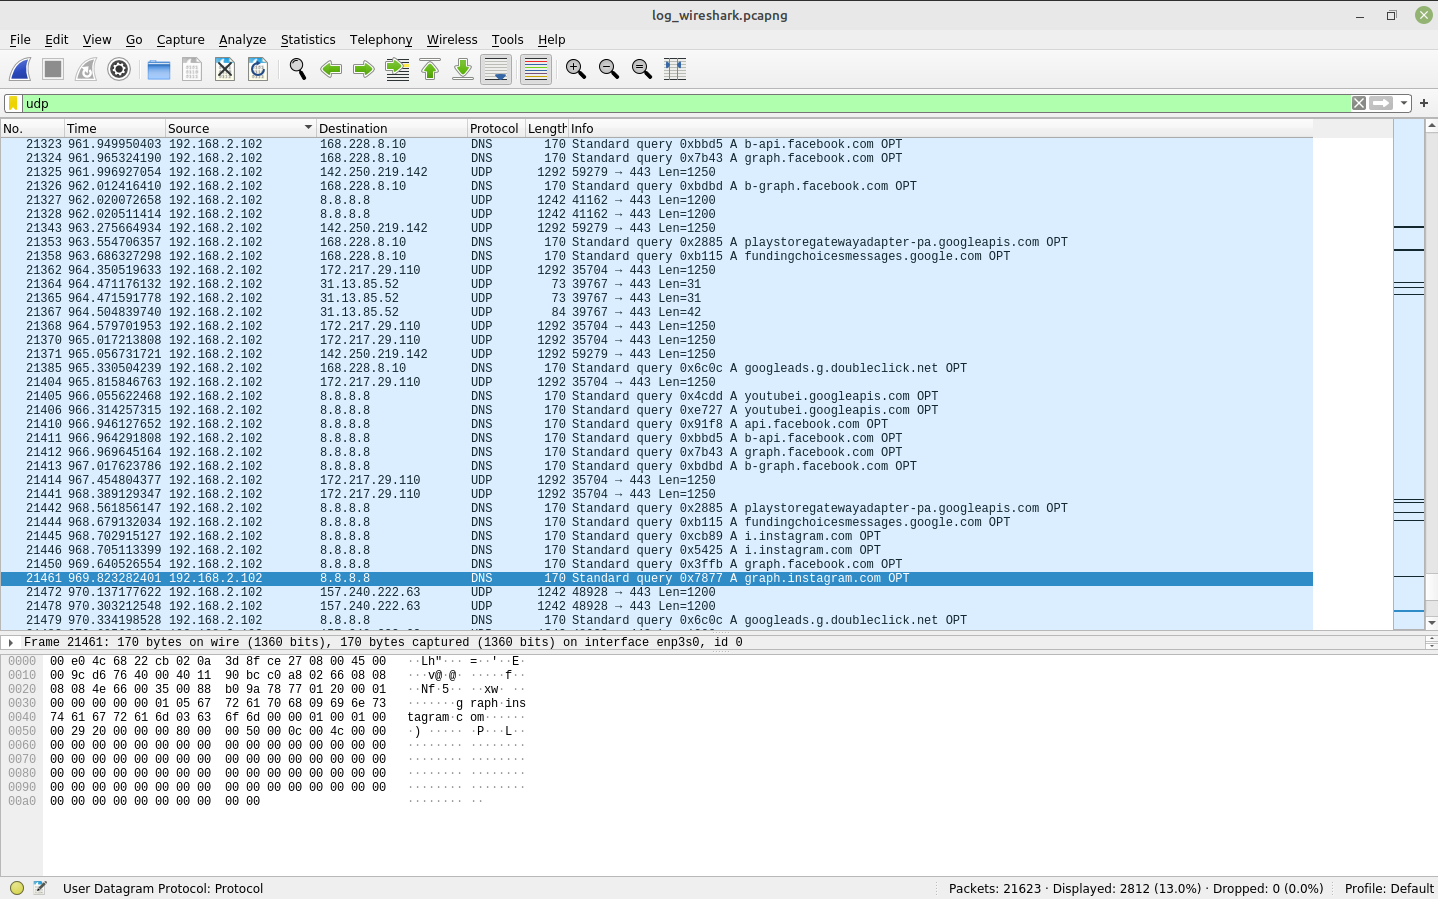 log_wireshark.pcapng
File Edit View Go Capture Analyze Statistics Telephony Wireless Tools Help
udp
No. Time Source Destination Protocol Length Info
21323 961.949950403 192.168.2.102 168.228.8.10 DNS 170 Standard query 0xbbd5 A b-api.facebook.com OPT
21324 961.965324190 192.168.2.102 168.228.8.10 DNS 170 Standard query 0x7b43 A graph.facebook.com OPT
21325 961.996927054 192.168.2.102 142.250.219.142 UDP 1292 59279 → 443 Len=1250
21326 962.012416410 192.168.2.102 168.228.8.10 DNS 170 Standard query 0xbdbd A b-graph.facebook.com OPT
21327 962.020072658 192.168.2.102 8.8.8.8 UDP 1242 41162 → 443 Len=1200
21328 962.020511414 192.168.2.102 8.8.8.8 UDP 1242 41162 → 443 Len=1200
21343 963.275664934 192.168.2.102 142.250.219.142 UDP 1292 59279 → 443 Len=1250
21353 963.554706357 192.168.2.102 168.228.8.10 DNS 170 Standard query 0x2885 A playstoregatewayadapter-pa.googleapis.com OPT
21358 963.686327298 192.168.2.102 168.228.8.10 DNS 170 Standard query 0xb115 A fundingchoicesmessages.google.com OPT
21362 964.350519633 192.168.2.102 172.217.29.110 UDP 1292 35704 → 443 Len=1250
21364 964.471176132 192.168.2.102 31.13.85.52 UDP 73 39767 → 443 Len=31
21365 964.471591778 192.168.2.102 31.13.85.52 UDP 73 39767 → 443 Len=31
21367 964.504839740 192.168.2.102 31.13.85.52 UDP 84 39767 → 443 Len=42
21368 964.579701953 192.168.2.102 172.217.29.110 UDP 1292 35704 → 443 Len=1250
21370 965.017213808 192.168.2.102 172.217.29.110 UDP 1292 35704 → 443 Len=1250
21371 965.056731721 192.168.2.102 142.250.219.142 UDP 1292 59279 → 443 Len=1250
21385 965.330504239 192.168.2.102 168.228.8.10 DNS 170 Standard query 0x6c0c A googleads.g.doubleclick.net OPT
21404 965.815846763 192.168.2.102 172.217.29.110 UDP 1292 35704 → 443 Len=1250
21405 966.055622468 192.168.2.102 8.8.8.8 DNS 170 Standard query 0x4cdd A youtubei.googleapis.com OPT
21406 966.314257315 192.168.2.102 8.8.8.8 DNS 170 Standard query 0xe727 A youtubei.googleapis.com OPT
21410 966.946127652 192.168.2.102 8.8.8.8 DNS 170 Standard query 0x91f8 A api.facebook.com OPT
21411 966.964291808 192.168.2.102 8.8.8.8 DNS 170 Standard query 0xbbd5 A b-api.facebook.com OPT
21412 966.969645164 192.168.2.102 8.8.8.8 DNS 170 Standard query 0x7b43 A graph.facebook.com OPT
21413 967.017623786 192.168.2.102 8.8.8.8 DNS 170 Standard query 0xbdbd A b-graph.facebook.com OPT
21414 967.454804377 192.168.2.102 172.217.29.110 UDP 1292 35704 → 443 Len=1250
21441 968.389129347 192.168.2.102 172.217.29.110 UDP 1292 35704 → 443 Len=1250
21442 968.561856147 192.168.2.102 8.8.8.8 DNS 170 Standard query 0x2885 A playstoregatewayadapter-pa.googleapis.com OPT
21444 968.679132034 192.168.2.102 8.8.8.8 DNS 170 Standard query 0xb115 A fundingchoicesmessages.google.com OPT
21445 968.702915127 192.168.2.102 8.8.8.8 DNS 170 Standard query 0xcb89 A i.instagram.com OPT
21446 968.705113399 192.168.2.102 8.8.8.8 DNS 170 Standard query 0x5425 A i.instagram.com OPT
21450 969.640526554 192.168.2.102 8.8.8.8 DNS 170 Standard query 0x3ffb A graph.facebook.com OPT
21461 969.823282401 192.168.2.102 8.8.8.8 DNS 170 Standard query 0x7877 A graph.instagram.com OPT
21472 970.137177622 192.168.2.102 157.240.222.63 UDP 1242 48928 → 443 Len=1200
21478 970.303212548 192.168.2.102 157.240.222.63 UDP 1242 48928 → 443 Len=1200
21479 970.334198528 192.168.2.102 8.8.8.8 DNS 170 Standard query 0x6c0c A googleads.g.doubleclick.net OPT
Frame 21461: 170 bytes on wire (1360 bits), 170 bytes captured (1360 bits) on interface enp3s0, id 0
0000 00 e0 4c 68 22 cb 02 0a 3d 8f ce 27 08 00 45 00 ··Lh"··· =··'··E·
0010 00 9c d6 76 40 00 40 11 90 bc c0 a8 02 66 08 08 ···v@·@· ·····f··
0020 08 08 4e 66 00 35 00 88 b0 9a 78 77 01 20 00 01 ··Nf·5·· ··xw· ··
0030 00 00 00 00 00 01 05 67 72 61 70 68 09 69 6e 73 ·······g raph·ins
0040 74 61 67 72 61 6d 03 63 6f 6d 00 00 01 00 01 00 tagram·c om······
0050 00 29 20 00 00 00 80 00 00 50 00 0c 00 4c 00 00 ·) ····· ·P···L··
0060 00 00 00 00 00 00 00 00 00 00 00 00 00 00 00 00 ········ ········
0070 00 00 00 00 00 00 00 00 00 00 00 00 00 00 00 00 ········ ········
0080 00 00 00 00 00 00 00 00 00 00 00 00 00 00 00 00 ········ ········
0090 00 00 00 00 00 00 00 00 00 00 00 00 00 00 00 00 ········ ········
00a0 00 00 00 00 00 00 00 00 00 00 ········ ··
User Datagram Protocol: Protocol Packets: 21623 · Displayed: 2812 (13.0%) · Dropped: 0 (0.0%) Profile: Default